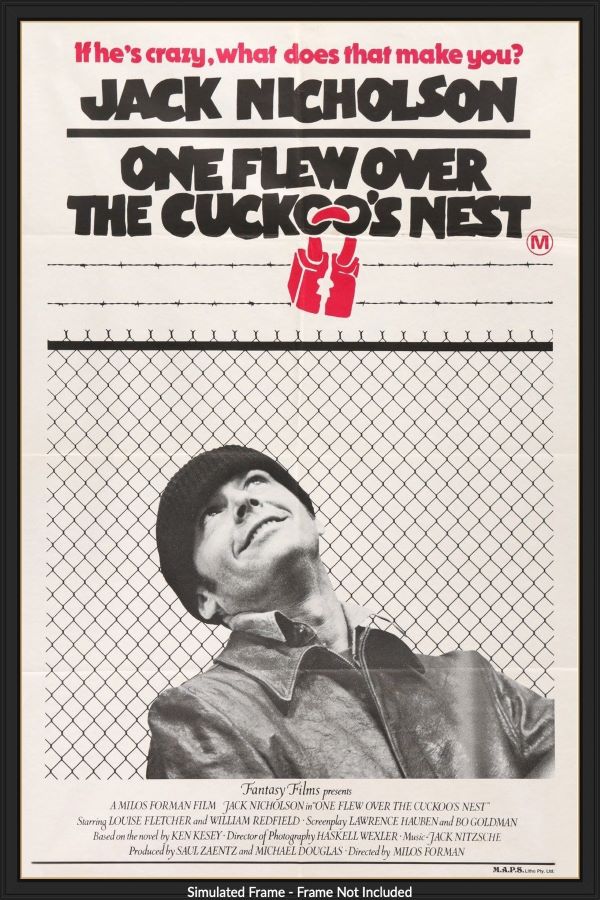 If he's crazy, what does that make you?
JACK NICHOLSON
ONE FLEW OVER
THE CUCKOO'S NEST
M
Fantasy Films presents
A MILOS FORMAN FILM JACK NICHOLSON in "ONE FLEW OVER THE CUCKOO'S NEST"
Starring LOUISE FLETCHER and WILLIAM REDFIELD · Screenplay LAWRENCE HAUBEN and BO GOLDMAN
Based on the novel by KEN KESEY · Director of Photography HASKELL WEXLER · Music-JACK NITZSCHE
Produced by SAUL ZAENTZ and MICHAEL DOUGLAS · Directed by MILOS FORMAN
M.A.P.S. Litho Pty. Ltd.
Simulated Frame - Frame Not Included